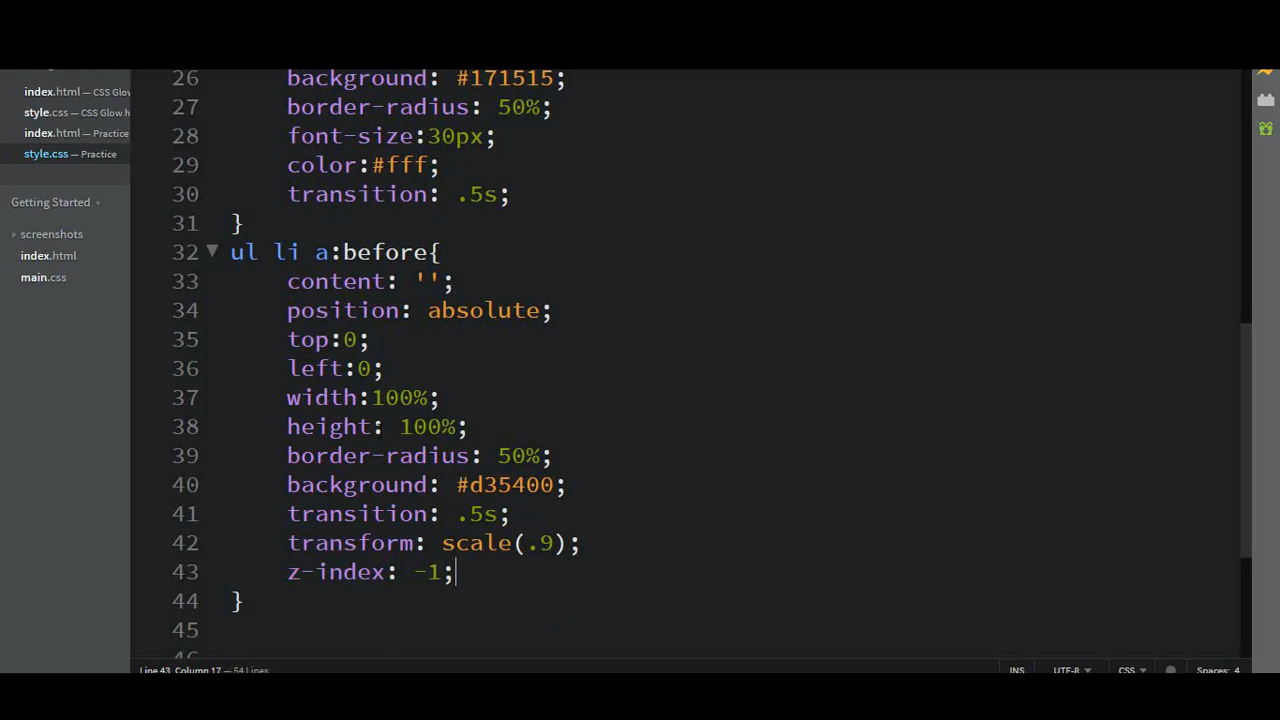 index.html — CSS Glow
style.css — CSS Glow h
index.html — Practice
style.css — Practice
Getting Started
screenshots
index.html
main.css
26 background: #171515;
27 border-radius: 50%;
28 font-size:30px;
29 color:#fff;
30 transition: .5s;
31 }
32 ul li a:before{
33 content: '';
34 position: absolute;
35 top:0;
36 left:0;
37 width:100%;
38 height: 100%;
39 border-radius: 50%;
40 background: #d35400;
41 transition: .5s;
42 transform: scale(.9);
43 z-index: -1;
44 }
45
46
Line 43, Column 17 — 54 Lines INS UTF-8 CSS Spaces: 4